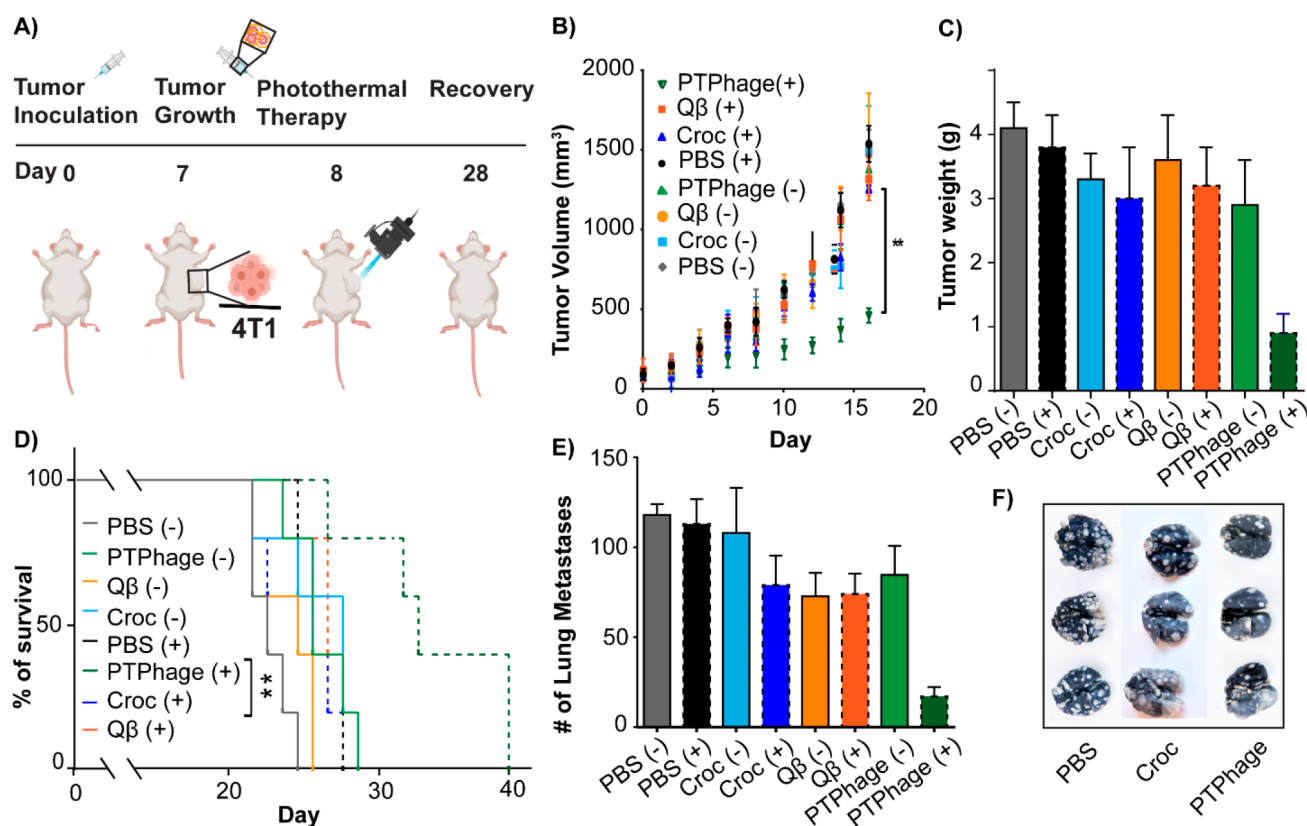 A)
Tumor Inoculation
Tumor Growth
Photothermal Therapy
Recovery
Day 0 7 8 28
4T1
B)
Tumor Volume (mm³)
2000
1500
1000
500
0
PTPhage(+)
Qβ (+)
Croc (+)
PBS (+)
PTPhage (-)
Qβ (-)
Croc (-)
PBS (-)
**
0 5 10 15 20
Day
C)
Tumor weight (g)
4
3
2
1
0
PBS (-)
PBS (+)
Croc (-)
Croc (+)
Qβ (-)
Qβ (+)
PTPhage (-)
PTPhage (+)
D)
% of survival
100
50
0
PBS (-)
PTPhage (-)
Qβ (-)
Croc (-)
PBS (+)
PTPhage (+)
Croc (+)
Qβ (+)
**
0 20 30 40
Day
E)
# of Lung Metastases
150
100
50
0
PBS (-)
PBS (+)
Croc (-)
Croc (+)
Qβ (-)
Qβ (+)
PTPhage (-)
PTPhage (+)
F)
PBS
Croc
PTPhage